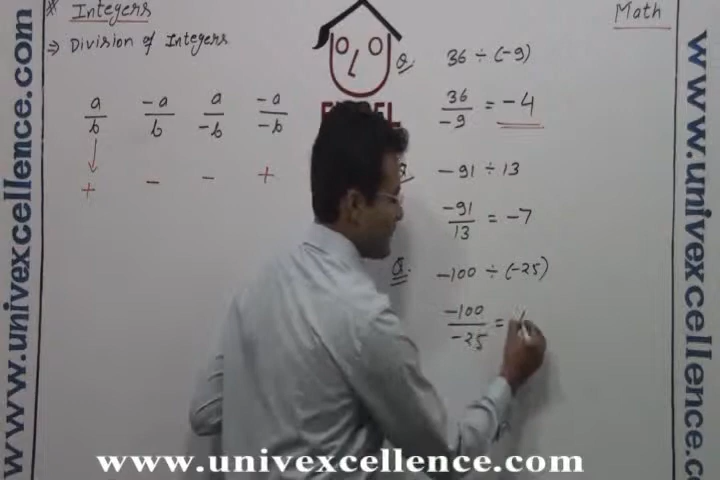 * Integers
Math
⇒ Division of Integers
a/b -a/b a/-b -a/-b
+ - - +
Q. 36 ÷ (-9)
36/-9 = -4
-91 ÷ 13
-91/13 = -7
Q. -100 ÷ (-25)
-100/-25 =
www.univexcellence.com
www.univexcellence.com
www.univexcellence.com